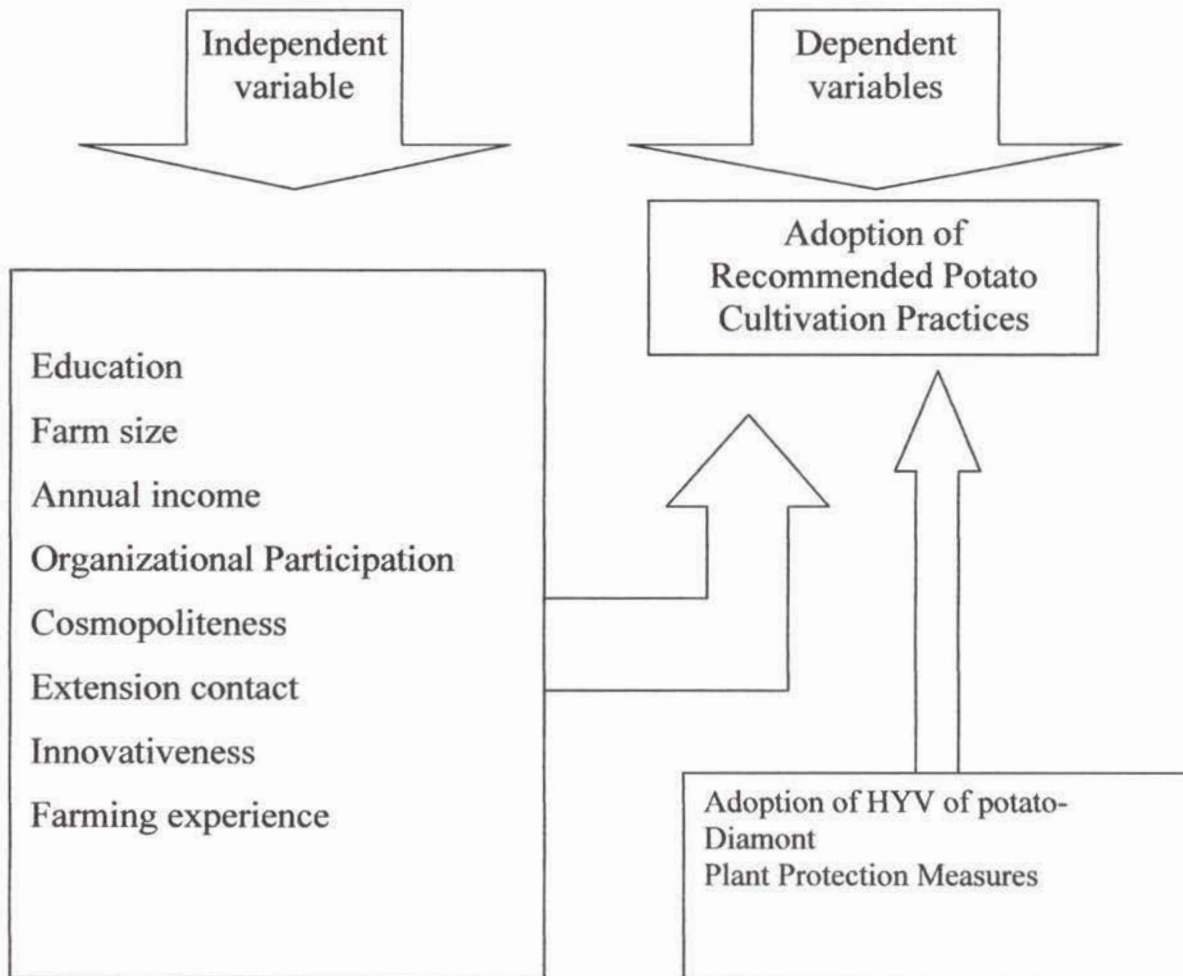 Independent
variable
Dependent
variables
Adoption of
Recommended Potato
Cultivation Practices
Education
Farm size
Annual income
Organizational Participation
Cosmopoliteness
Extension contact
Innovativeness
Farming experience
Adoption of HYV of potato-
Diamont
Plant Protection Measures